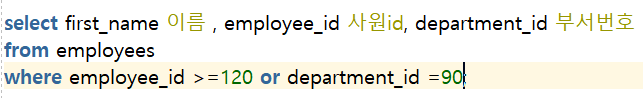 select first_name 이름 , employee_id 사원id, department_id 부서번호
from employees
where employee_id >=120 or department_id =90;